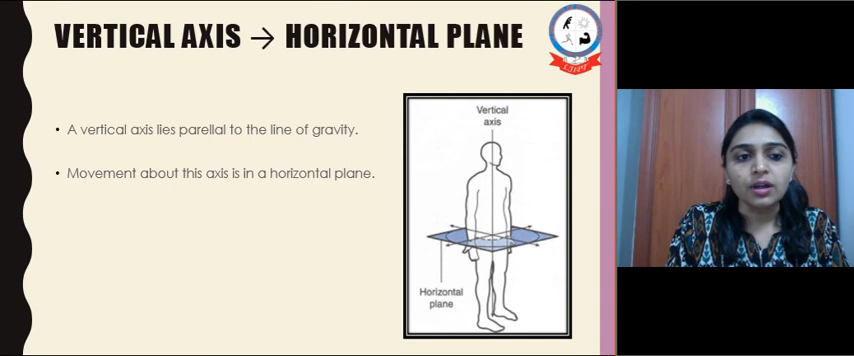 VERTICAL AXIS → HORIZONTAL PLANE
• A vertical axis lies parellal to the line of gravity.
• Movement about this axis is in a horizontal plane.
Vertical
axis
Horizontal
plane